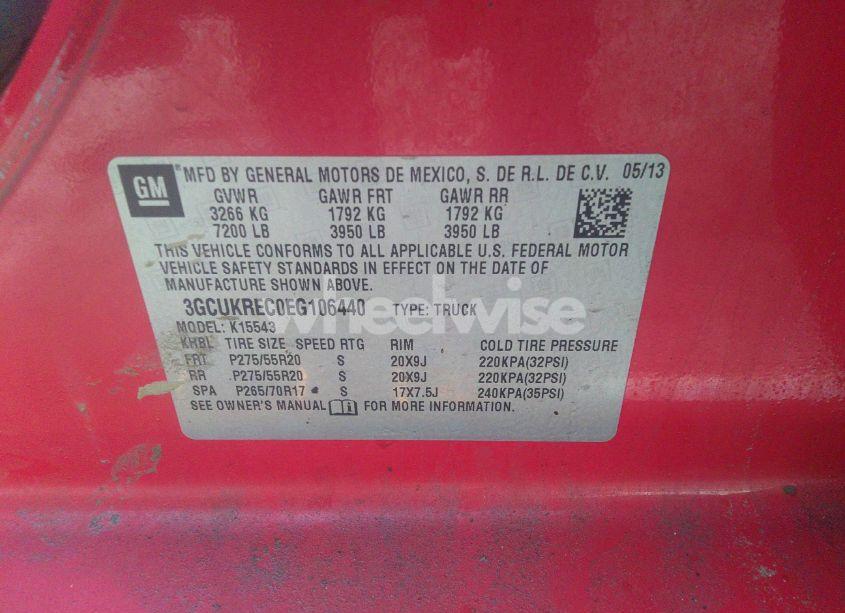 GM
MFD BY GENERAL MOTORS DE MEXICO, S. DE R.L. DE C.V. 05/13
GVWR GAWR FRT GAWR RR
3266 KG 1792 KG 1792 KG
7200 LB 3950 LB 3950 LB
THIS VEHICLE CONFORMS TO ALL APPLICABLE U.S. FEDERAL MOTOR
VEHICLE SAFETY STANDARDS IN EFFECT ON THE DATE OF
MANUFACTURE SHOWN ABOVE.
3GCUKREC0EG106440 TYPE: TRUCK
wheelwise
MODEL: K15543
KHBL TIRE SIZE SPEED RTG RIM COLD TIRE PRESSURE
FRT P275/55R20 S 20X9J 220KPA(32PSI)
RR P275/55R20 S 20X9J 220KPA(32PSI)
SPA P265/70R17 S 17X7.5J 240KPA(35PSI)
SEE OWNER'S MANUAL FOR MORE INFORMATION.